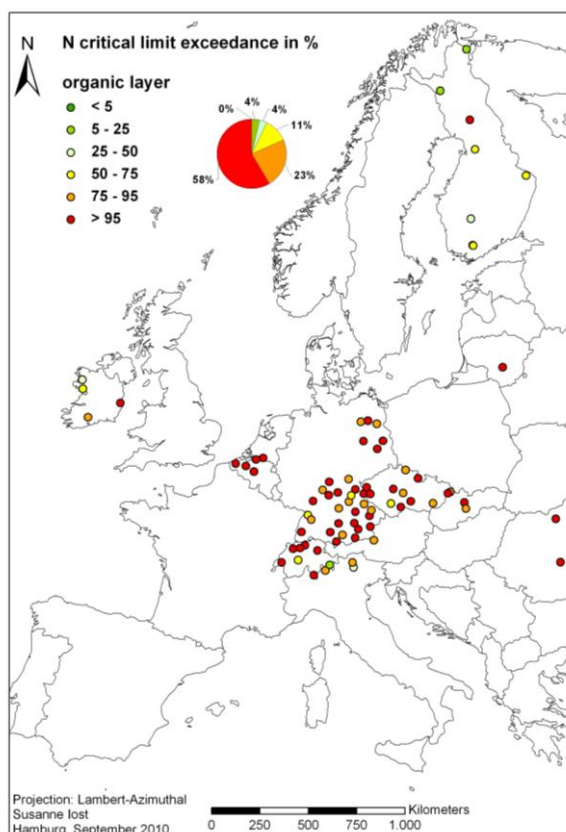 N
N critical limit exceedance in %
organic layer
< 5
5 - 25
25 - 50
50 - 75
75 - 95
> 95
0%
4%
4%
11%
23%
58%
Projection: Lambert-Azimuthal
Susanne Iost
Hamburg, September 2010
Kilometers
0 250 500 750 1.000